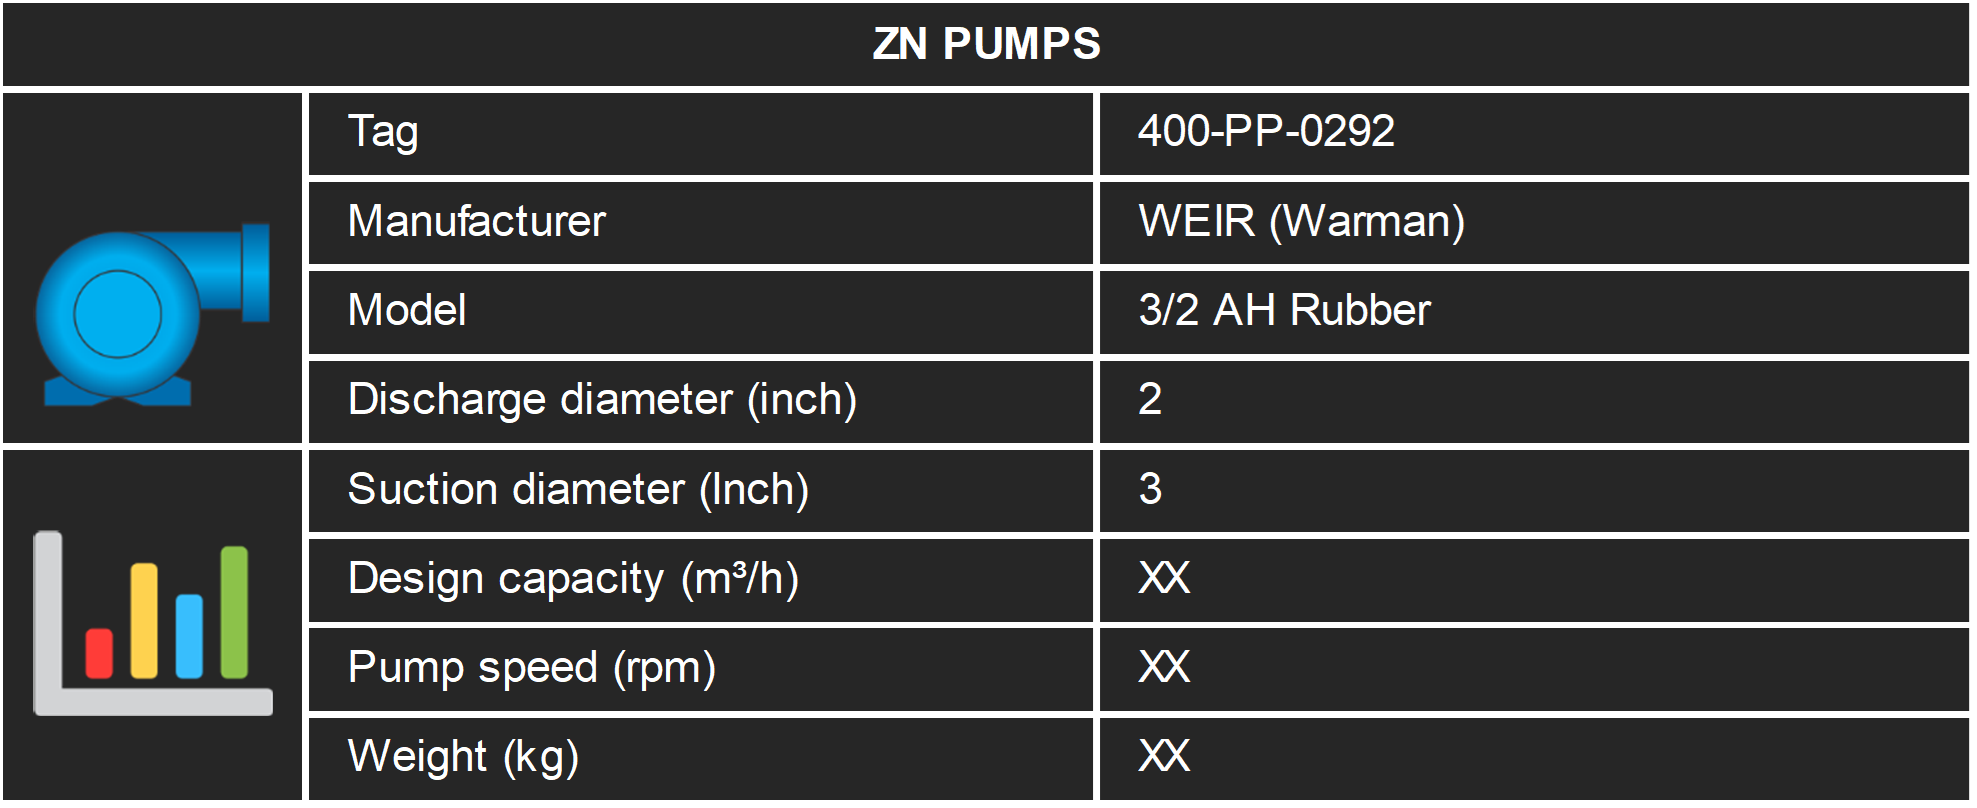 ZN PUMPS
Tag 400-PP-0292
Manufacturer WEIR (Warman)
Model 3/2 AH Rubber
Discharge diameter (inch) 2
Suction diameter (Inch) 3
Design capacity (m³/h) XX
Pump speed (rpm) XX
Weight (kg) XX